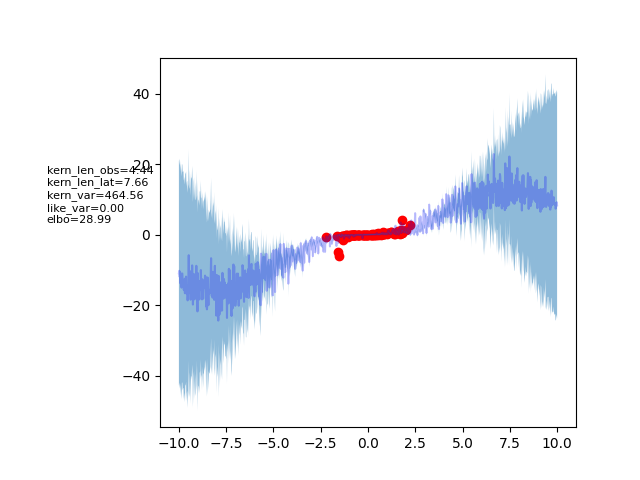 40
20
0
−20
−40
kern_len_obs=4.44
kern_len_lat=7.66
kern_var=464.56
like_var=0.00
elbo=28.99
−10.0 −7.5 −5.0 −2.5 0.0 2.5 5.0 7.5 10.0